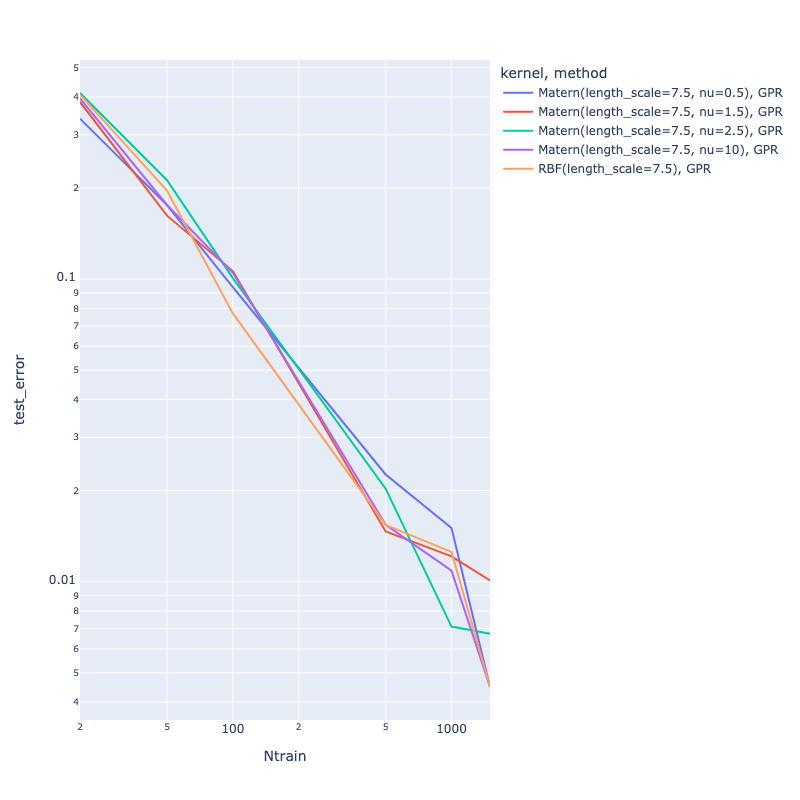 kernel, method
Matern(length_scale=7.5, nu=0.5), GPR
Matern(length_scale=7.5, nu=1.5), GPR
Matern(length_scale=7.5, nu=2.5), GPR
Matern(length_scale=7.5, nu=10), GPR
RBF(length_scale=7.5), GPR
5
4
3
2
0.1
9
8
7
6
5
4
3
2
0.01
9
8
7
6
5
4
test_error
2 5 100 2 5 1000
Ntrain